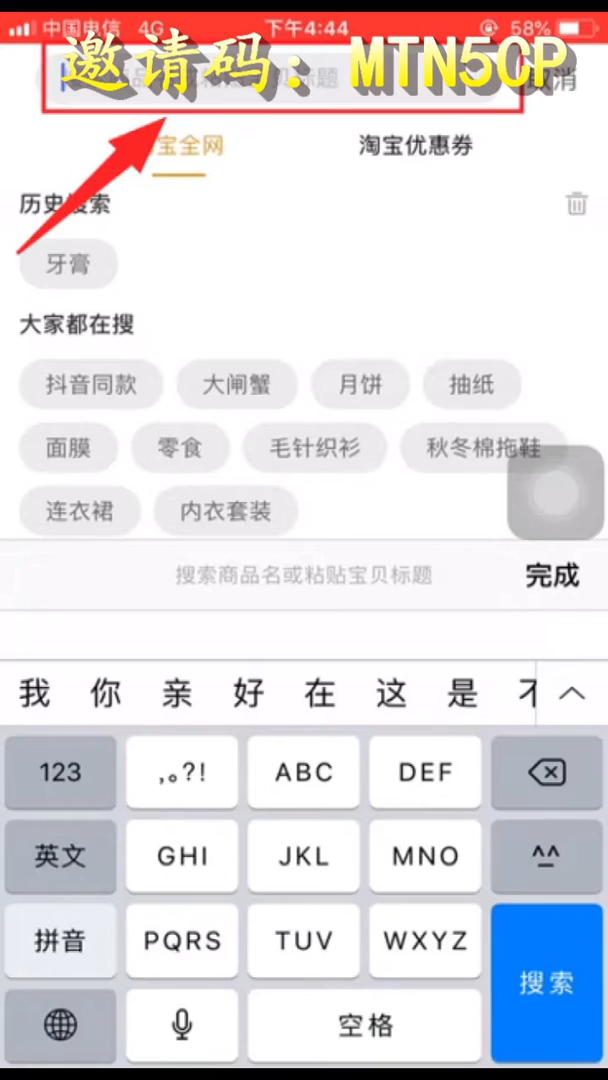 中国电信 4G 下午4:44 58%
邀请码：MTN5CP
取消
宝全网 淘宝优惠券
历史搜索
牙膏
大家都在搜
抖音同款 大闸蟹 月饼 抽纸
面膜 零食 毛针织衫 秋冬棉拖鞋
连衣裙 内衣套装
搜索商品名或粘贴宝贝标题 完成
我 你 亲 好 在 这 是 不
123 ,。?! ABC DEF
英文 GHI JKL MNO ^^
拼音 PQRS TUV WXYZ
搜索
空格